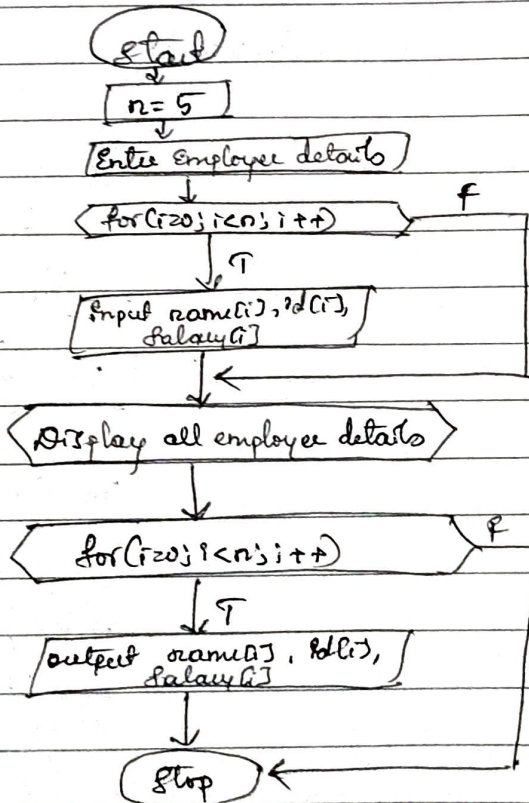 Start
n= 5
Enter Employee details
for(i=0; i<n; i++)
F
T
Input name[i], id[i],
Salary[i]
Display all employee details
for(i=0; i<n; i++)
F
T
output name[i], id[i],
Salary[i]
Stop